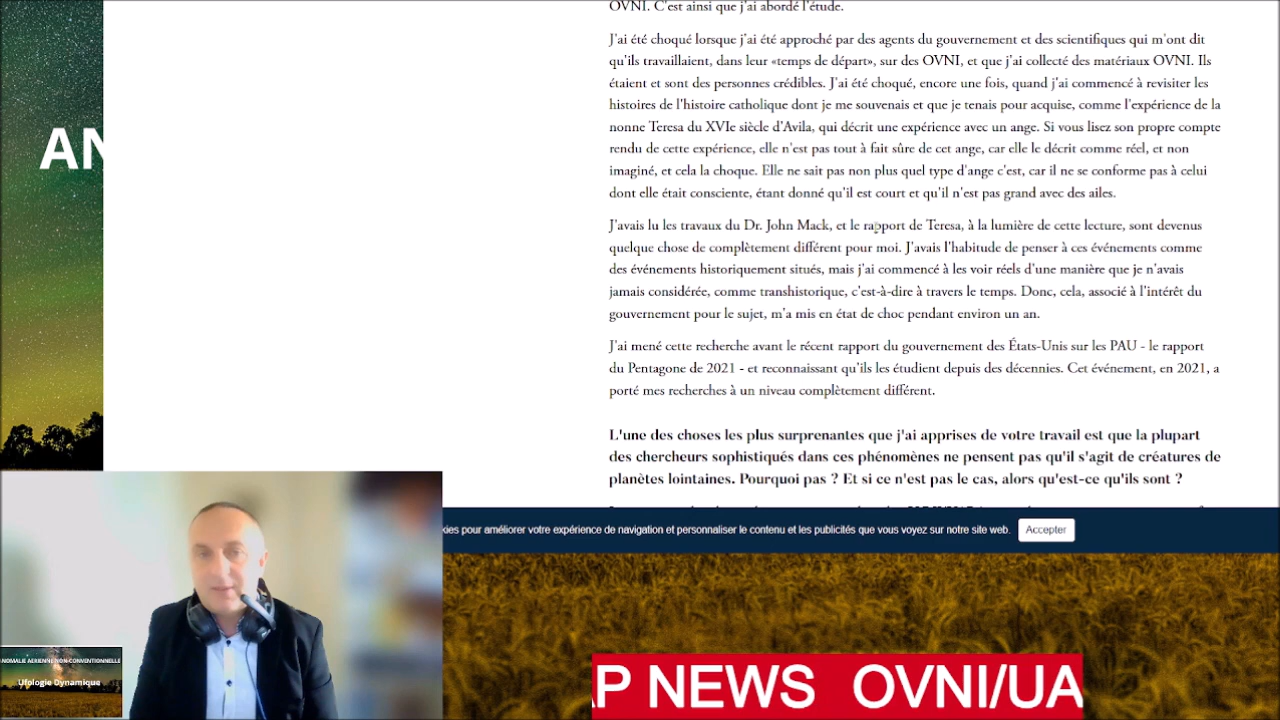 OVNI. C'est ainsi que j'ai abordé l'étude.
J'ai été choqué lorsque j'ai été approché par des agents du gouvernement et des scientifiques qui m'ont dit
qu'ils travaillaient, dans leur «temps de départ», sur des OVNI, et que j'ai collecté des matériaux OVNI. Ils
étaient et sont des personnes crédibles. J'ai été choqué, encore une fois, quand j'ai commencé à revisiter les
histoires de l'histoire catholique dont je me souvenais et que je tenais pour acquise, comme l'expérience de la
nonne Teresa du XVIe siècle d'Avila, qui décrit une expérience avec un ange. Si vous lisez son propre compte
rendu de cette expérience, elle n'est pas tout à fait sûre de cet ange, car elle le décrit comme réel, et non
imaginé, et cela la choque. Elle ne sait pas non plus quel type d'ange c'est, car il ne se conforme pas à celui
dont elle était consciente, étant donné qu'il est court et qu'il n'est pas grand avec des ailes.
J'avais lu les travaux du Dr. John Mack, et le rapport de Teresa, à la lumière de cette lecture, sont devenus
quelque chose de complètement différent pour moi. J'avais l'habitude de penser à ces événements comme
des événements historiquement situés, mais j'ai commencé à les voir réels d'une manière que je n'avais
jamais considérée, comme transhistorique, c'est-à-dire à travers le temps. Donc, cela, associé à l'intérêt du
gouvernement pour le sujet, m'a mis en état de choc pendant environ un an.
J'ai mené cette recherche avant le récent rapport du gouvernement des États-Unis sur les PAU - le rapport
du Pentagone de 2021 - et reconnaissant qu'ils les étudient depuis des décennies. Cet événement, en 2021, a
porté mes recherches à un niveau complètement différent.
L'une des choses les plus surprenantes que j'ai apprises de votre travail est que la plupart
des chercheurs sophistiqués dans ces phénomènes ne pensent pas qu'il s'agit de créatures de
planètes lointaines. Pourquoi pas ? Et si ce n'est pas le cas, alors qu'est-ce qu'ils sont ?
kies pour améliorer votre expérience de navigation et personnaliser le contenu et les publicités que vous voyez sur notre site web.
Accepter
AN
NOMALIE AERIENNE NON-CONVENTIONNELLE
Ufologie Dynamique
AP NEWS OVNI/UA